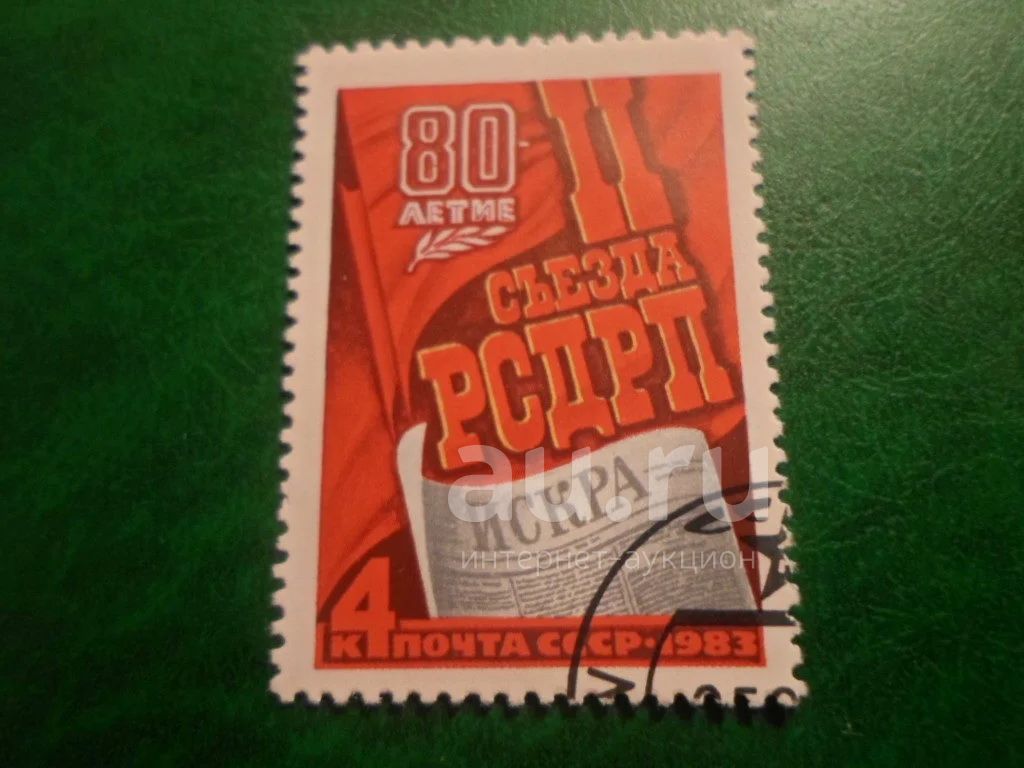 80-
ЛЕТИЕ
II
СЪЕЗДА
РСДРП
ИСКРА
au.ru
интернет-аукцион
4
К ПОЧТА СССР·1983